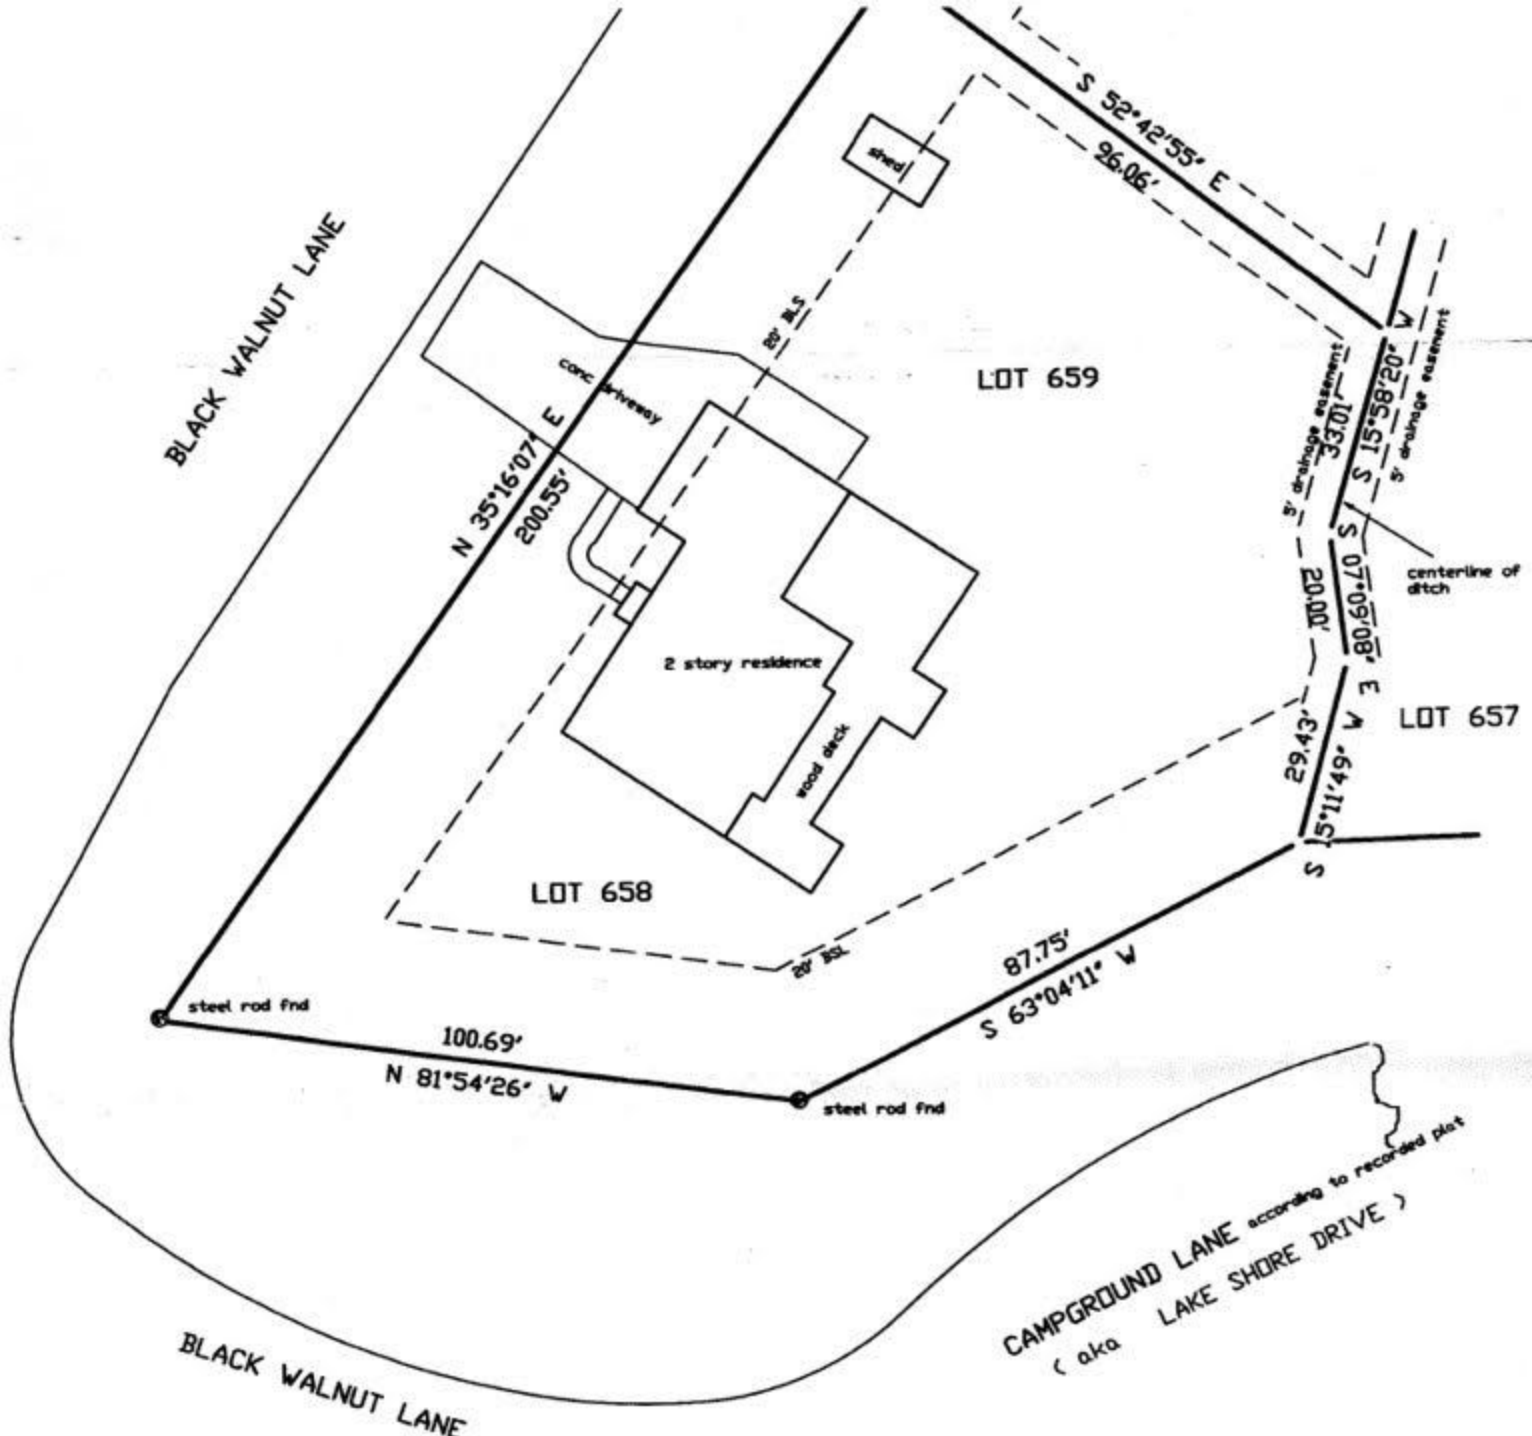 S 52°42'55" E
96.06'
shed
BLACK WALNUT LANE
20' BLS
conc driveway
LOT 659
N 35°16'07" E
200.55'
5' drainage easement
33.01'
S 15°58'20" W
5' drainage easement
centerline of
ditch
20.00'
S 07°09'08" E
2 story residence
wood deck
LOT 657
29.43'
S 15°11'49" W
LOT 658
20' BSL
87.75'
S 63°04'11" W
steel rod fnd
100.69'
N 81°54'26" W
steel rod fnd
CAMPGROUND LANE according to recorded plat
( aka LAKE SHORE DRIVE )
BLACK WALNUT LANE